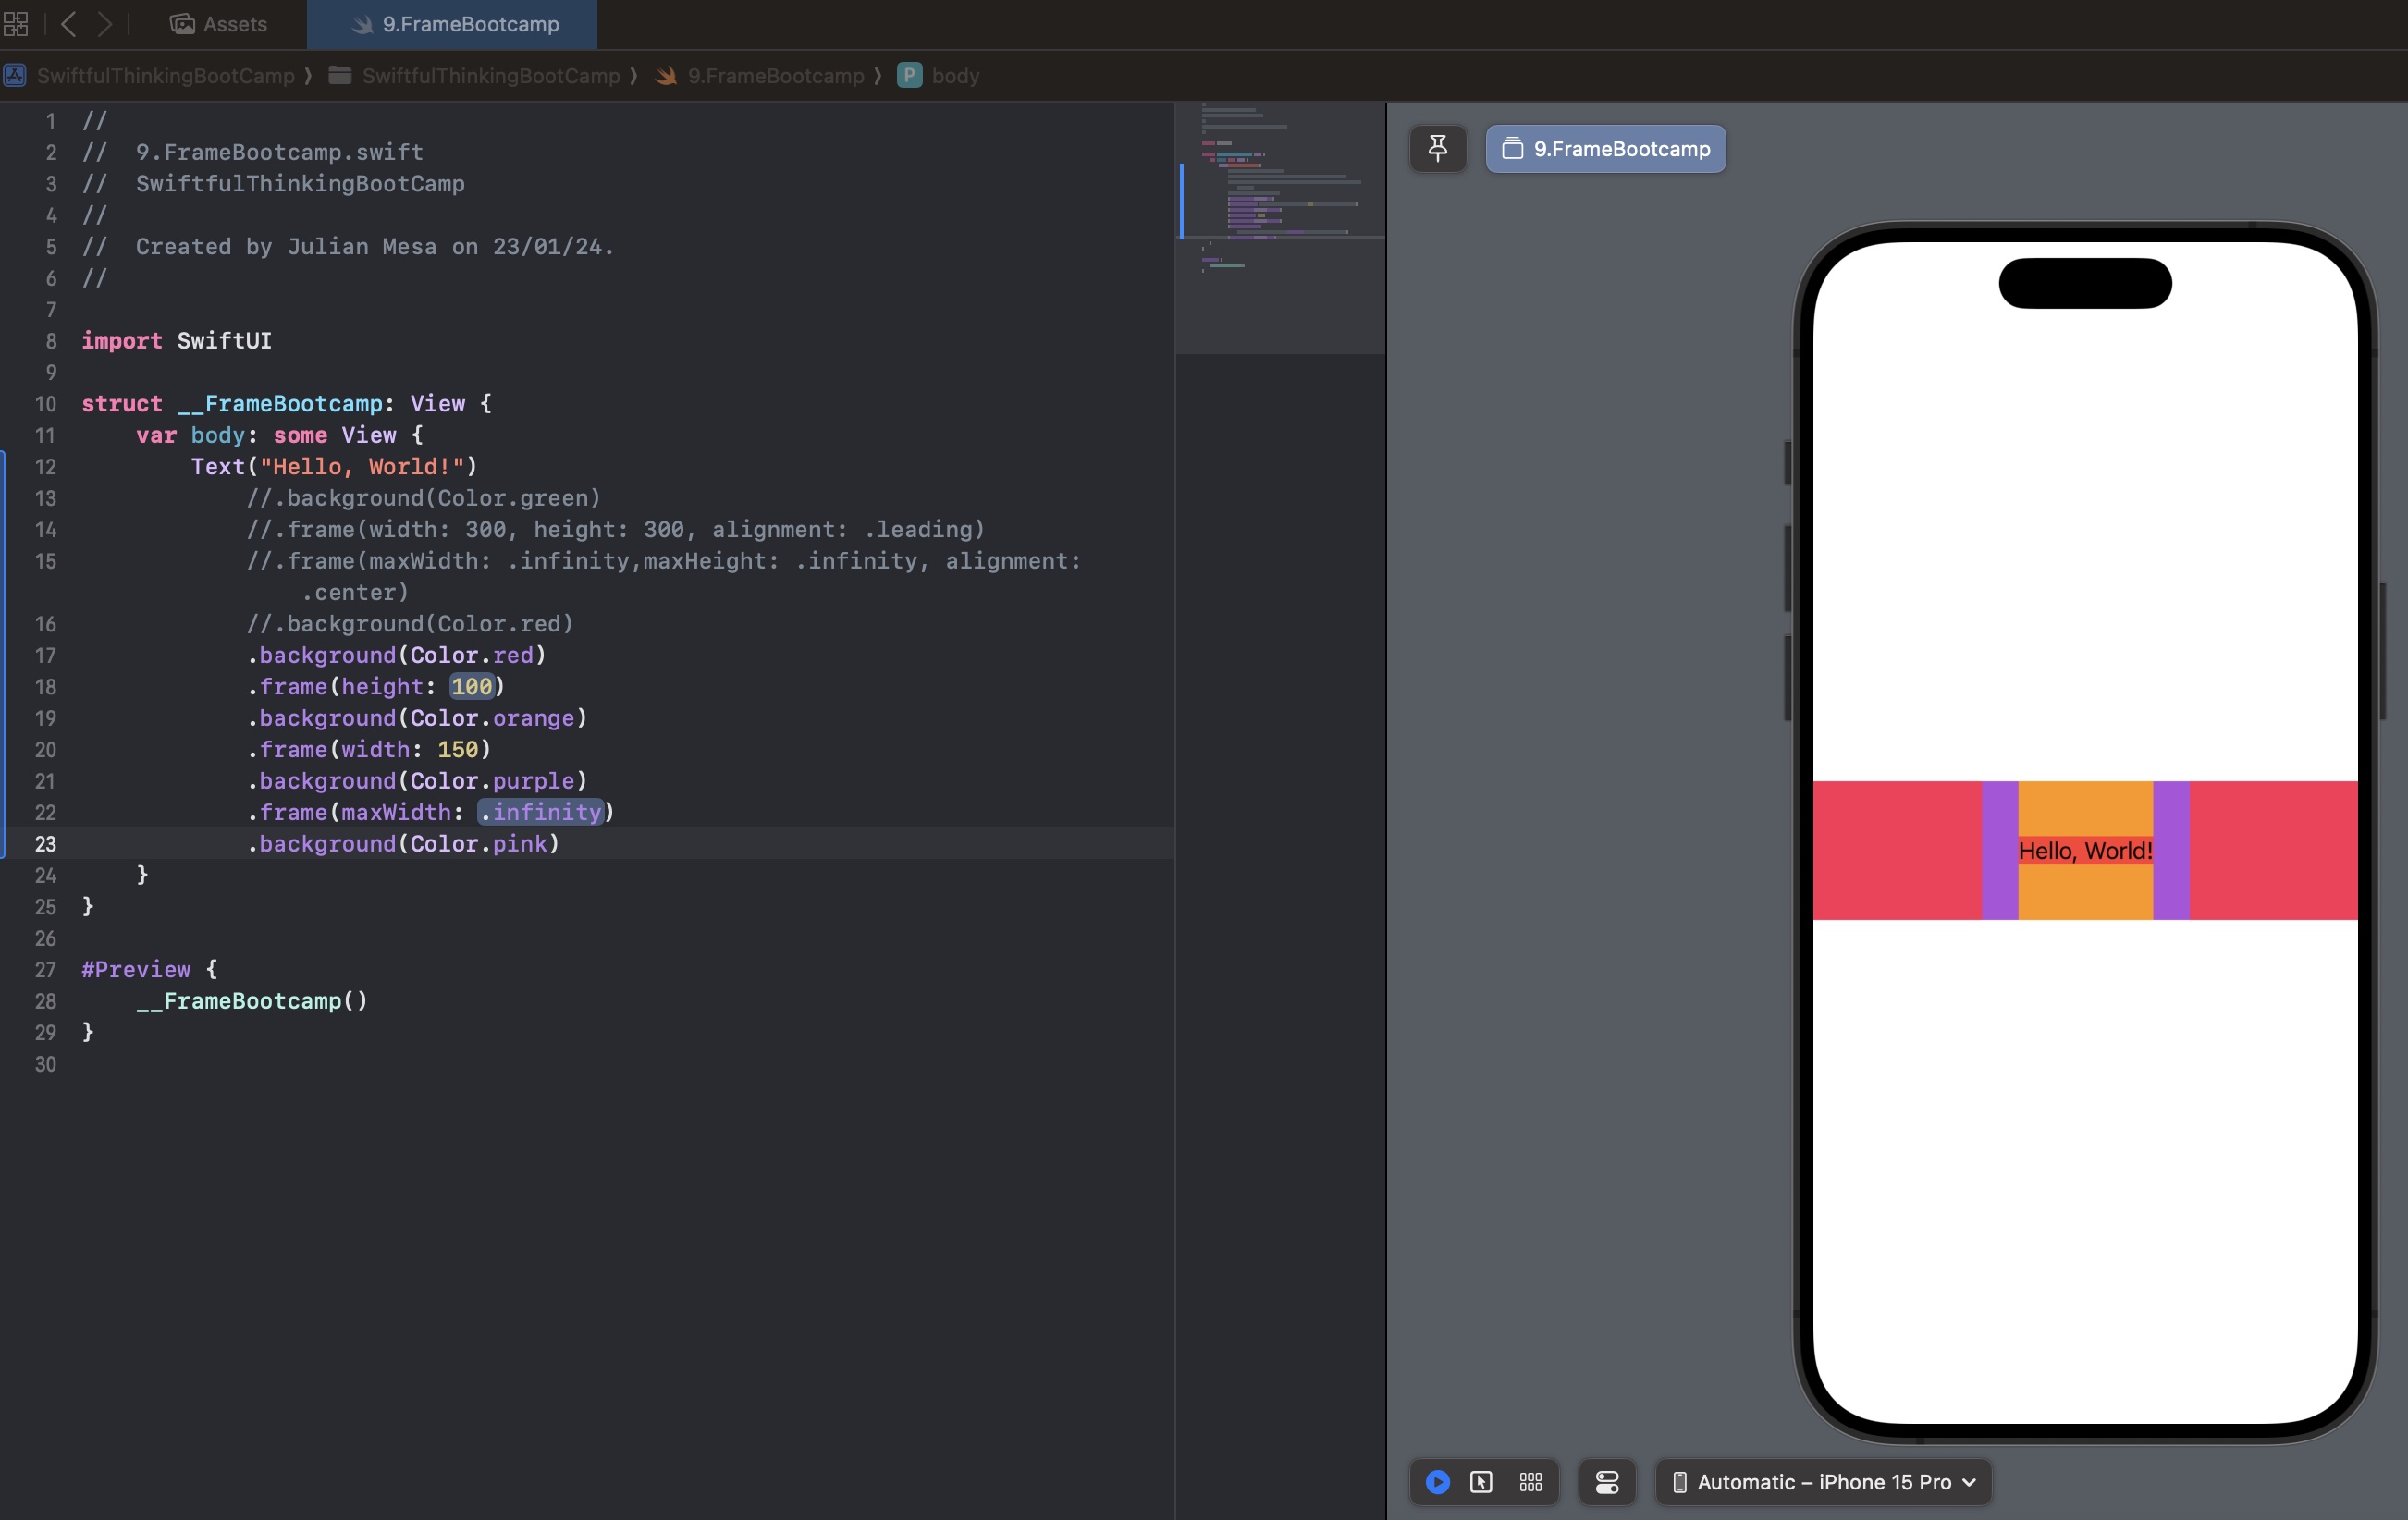 Assets
9.FrameBootcamp
SwiftfulThinkingBootCamp ⟩ SwiftfulThinkingBootCamp ⟩ 9.FrameBootcamp ⟩ P body
1 //
2 //  9.FrameBootcamp.swift
3 //  SwiftfulThinkingBootCamp
4 //
5 //  Created by Julian Mesa on 23/01/24.
6 //
7
8 import SwiftUI
9
10 struct __FrameBootcamp: View {
11     var body: some View {
12         Text("Hello, World!")
13             //.background(Color.green)
14             //.frame(width: 300, height: 300, alignment: .leading)
15             //.frame(maxWidth: .infinity,maxHeight: .infinity, alignment:
                .center)
16             //.background(Color.red)
17             .background(Color.red)
18             .frame(height: 100)
19             .background(Color.orange)
20             .frame(width: 150)
21             .background(Color.purple)
22             .frame(maxWidth: .infinity)
23             .background(Color.pink)
24     }
25 }
26
27 #Preview {
28     __FrameBootcamp()
29 }
30
9.FrameBootcamp
Hello, World!
Automatic – iPhone 15 Pro